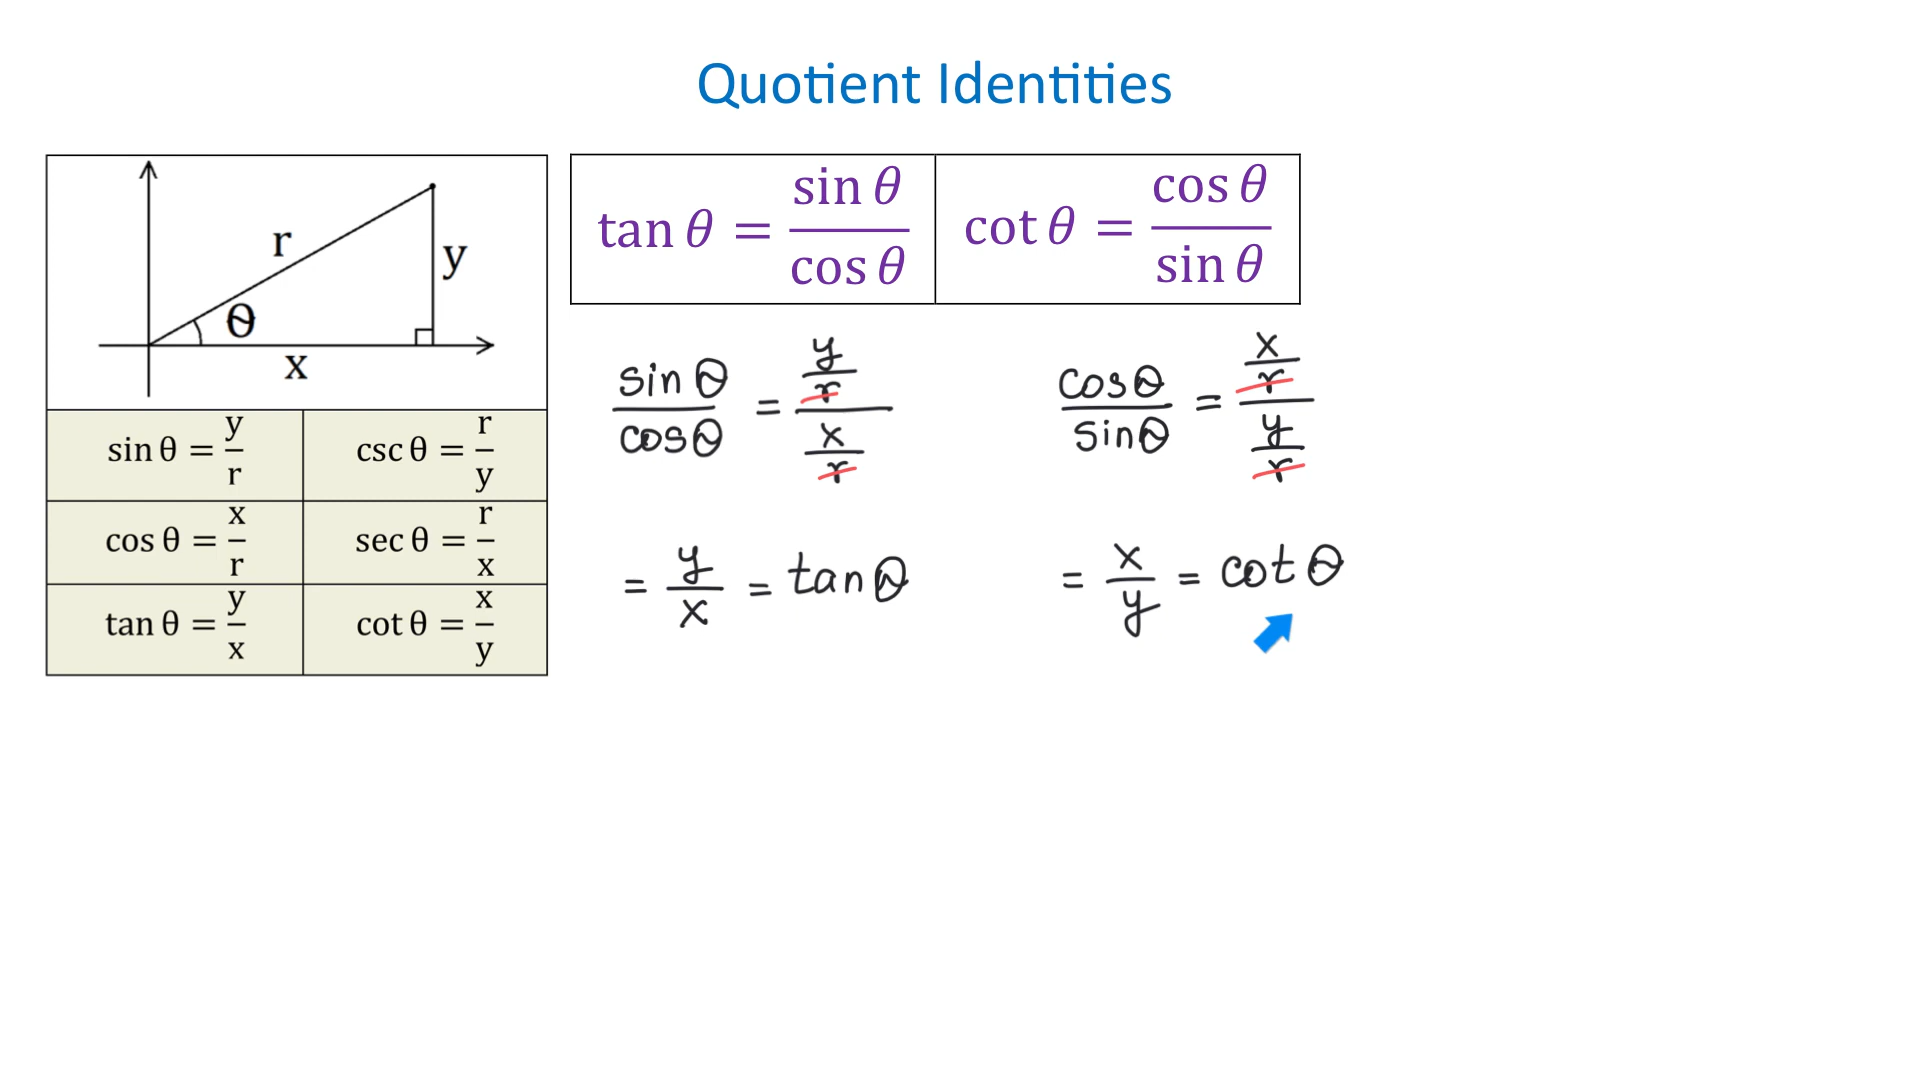 Quotient Identities
r
y
θ
x
sin θ = y/r
csc θ = r/y
cos θ = x/r
sec θ = r/x
tan θ = y/x
cot θ = x/y
tan θ = sin θ / cos θ
cot θ = cos θ / sin θ
sin θ / cos θ = (y/r) / (x/r)
= y/x = tan θ
cos θ / sin θ = (x/r) / (y/r)
= x/y = cot θ